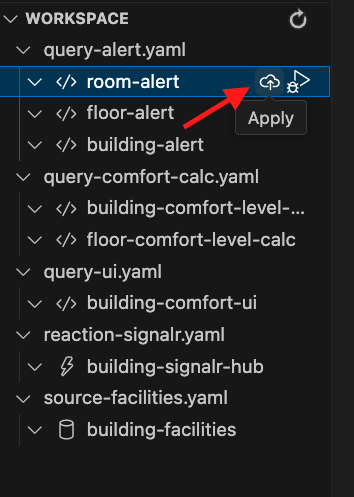 WORKSPACE
query-alert.yaml
room-alert
floor-alert
Apply
building-alert
query-comfort-calc.yaml
building-comfort-level-...
floor-comfort-level-calc
query-ui.yaml
building-comfort-ui
reaction-signalr.yaml
building-signalr-hub
source-facilities.yaml
building-facilities